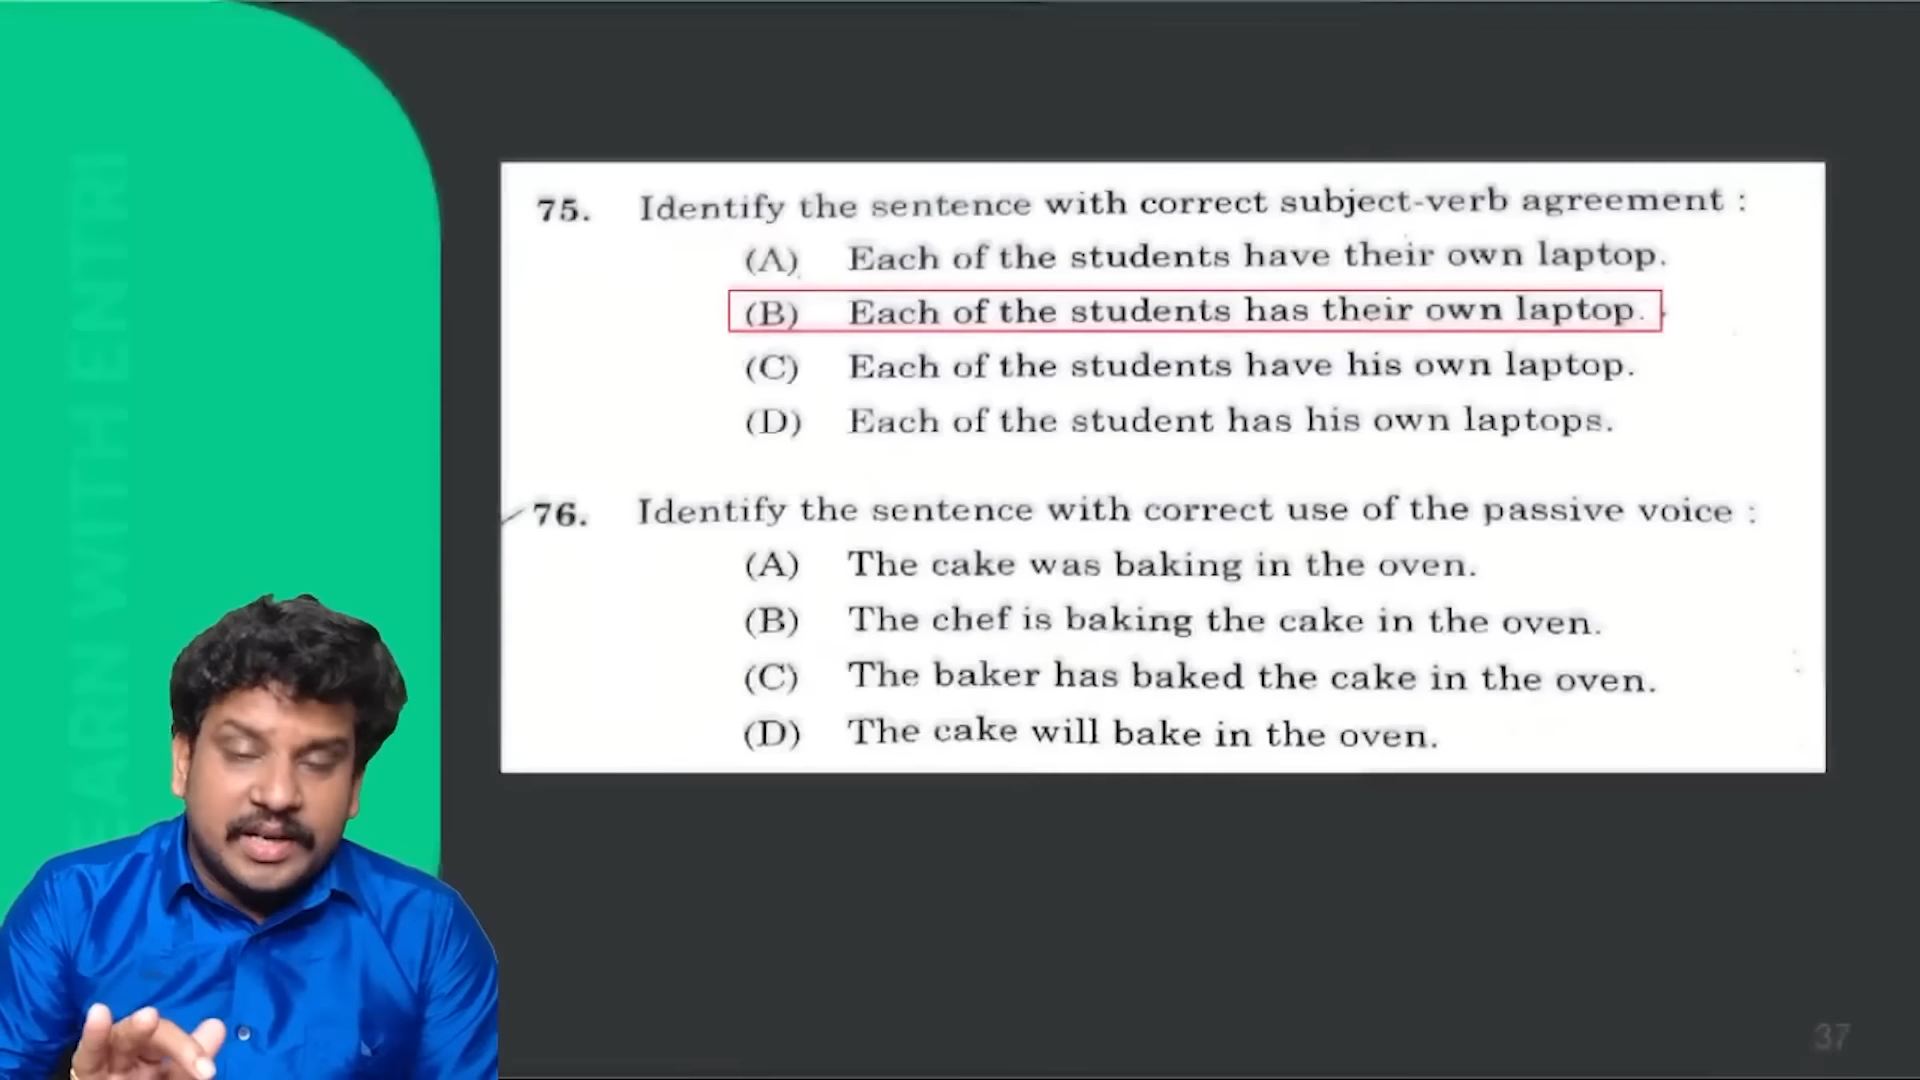 75. Identify the sentence with correct subject-verb agreement :
(A) Each of the students have their own laptop.
(B) Each of the students has their own laptop.
(C) Each of the students have his own laptop.
(D) Each of the student has his own laptops.
76. Identify the sentence with correct use of the passive voice :
(A) The cake was baking in the oven.
(B) The chef is baking the cake in the oven.
(C) The baker has baked the cake in the oven.
(D) The cake will bake in the oven.
EARN WITH ENTRI
37